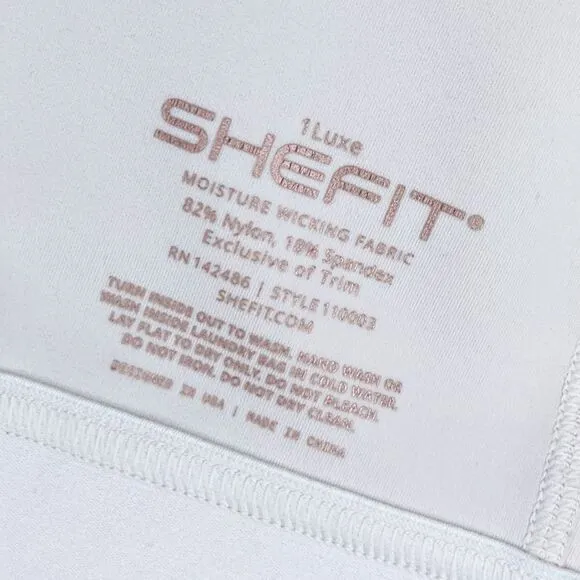 1Luxe
SHEFIT®
MOISTURE WICKING FABRIC
82% Nylon, 18% Spandex
Exclusive of Trim
RN 142486 | STYLE 110003
SHEFIT.COM
TURN INSIDE OUT TO WASH. HAND WASH OR
WASH INSIDE LAUNDRY BAG IN COLD WATER.
LAY FLAT TO DRY ONLY. DO NOT BLEACH.
DO NOT IRON. DO NOT DRY CLEAN.
DESIGNED IN USA | MADE IN CHINA